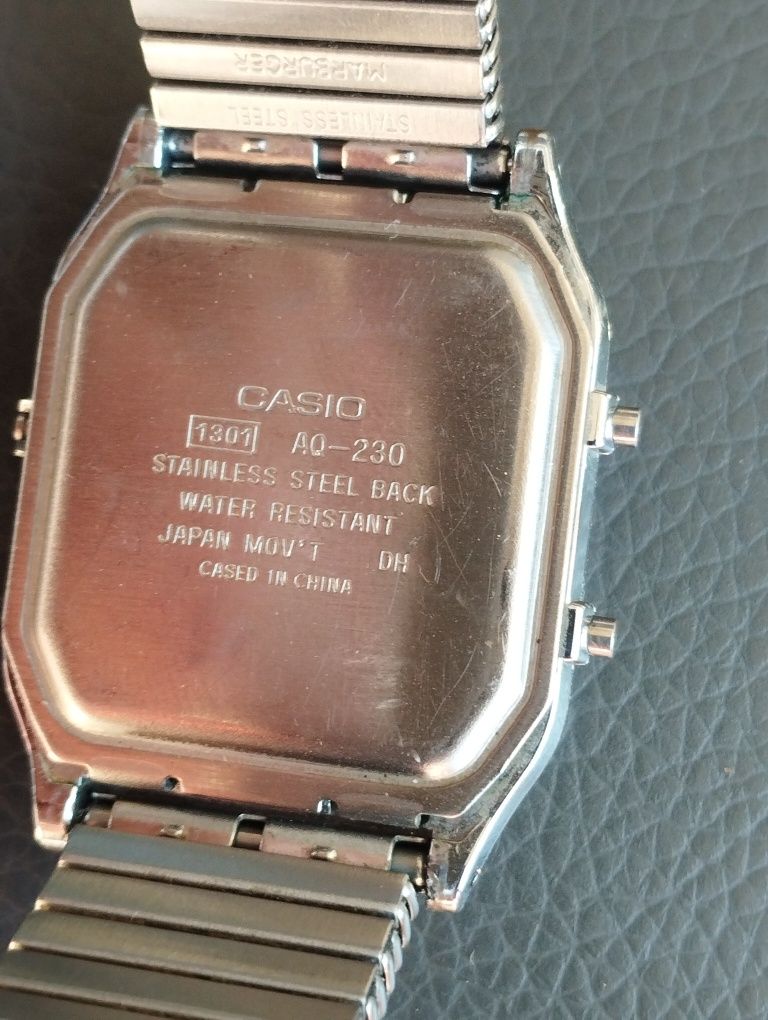 MARBURGER
STAINLESS STEEL
CASIO
1301 AQ-230
STAINLESS STEEL BACK
WATER RESISTANT
JAPAN MOV'T DH
CASED IN CHINA